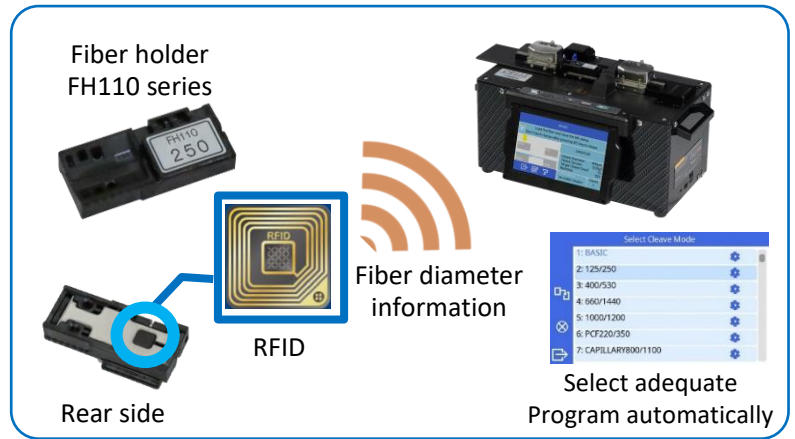 Fiber holder
FH110 series
FH110
250
RFID
Fiber diameter
information
RFID
Rear side
Select Cleave Mode
1: BASIC
2: 125/250
3: 400/530
4: 660/1440
5: 1000/1200
6: PCF220/350
7: CAPILLARY800/1100
Select adequate
Program automatically